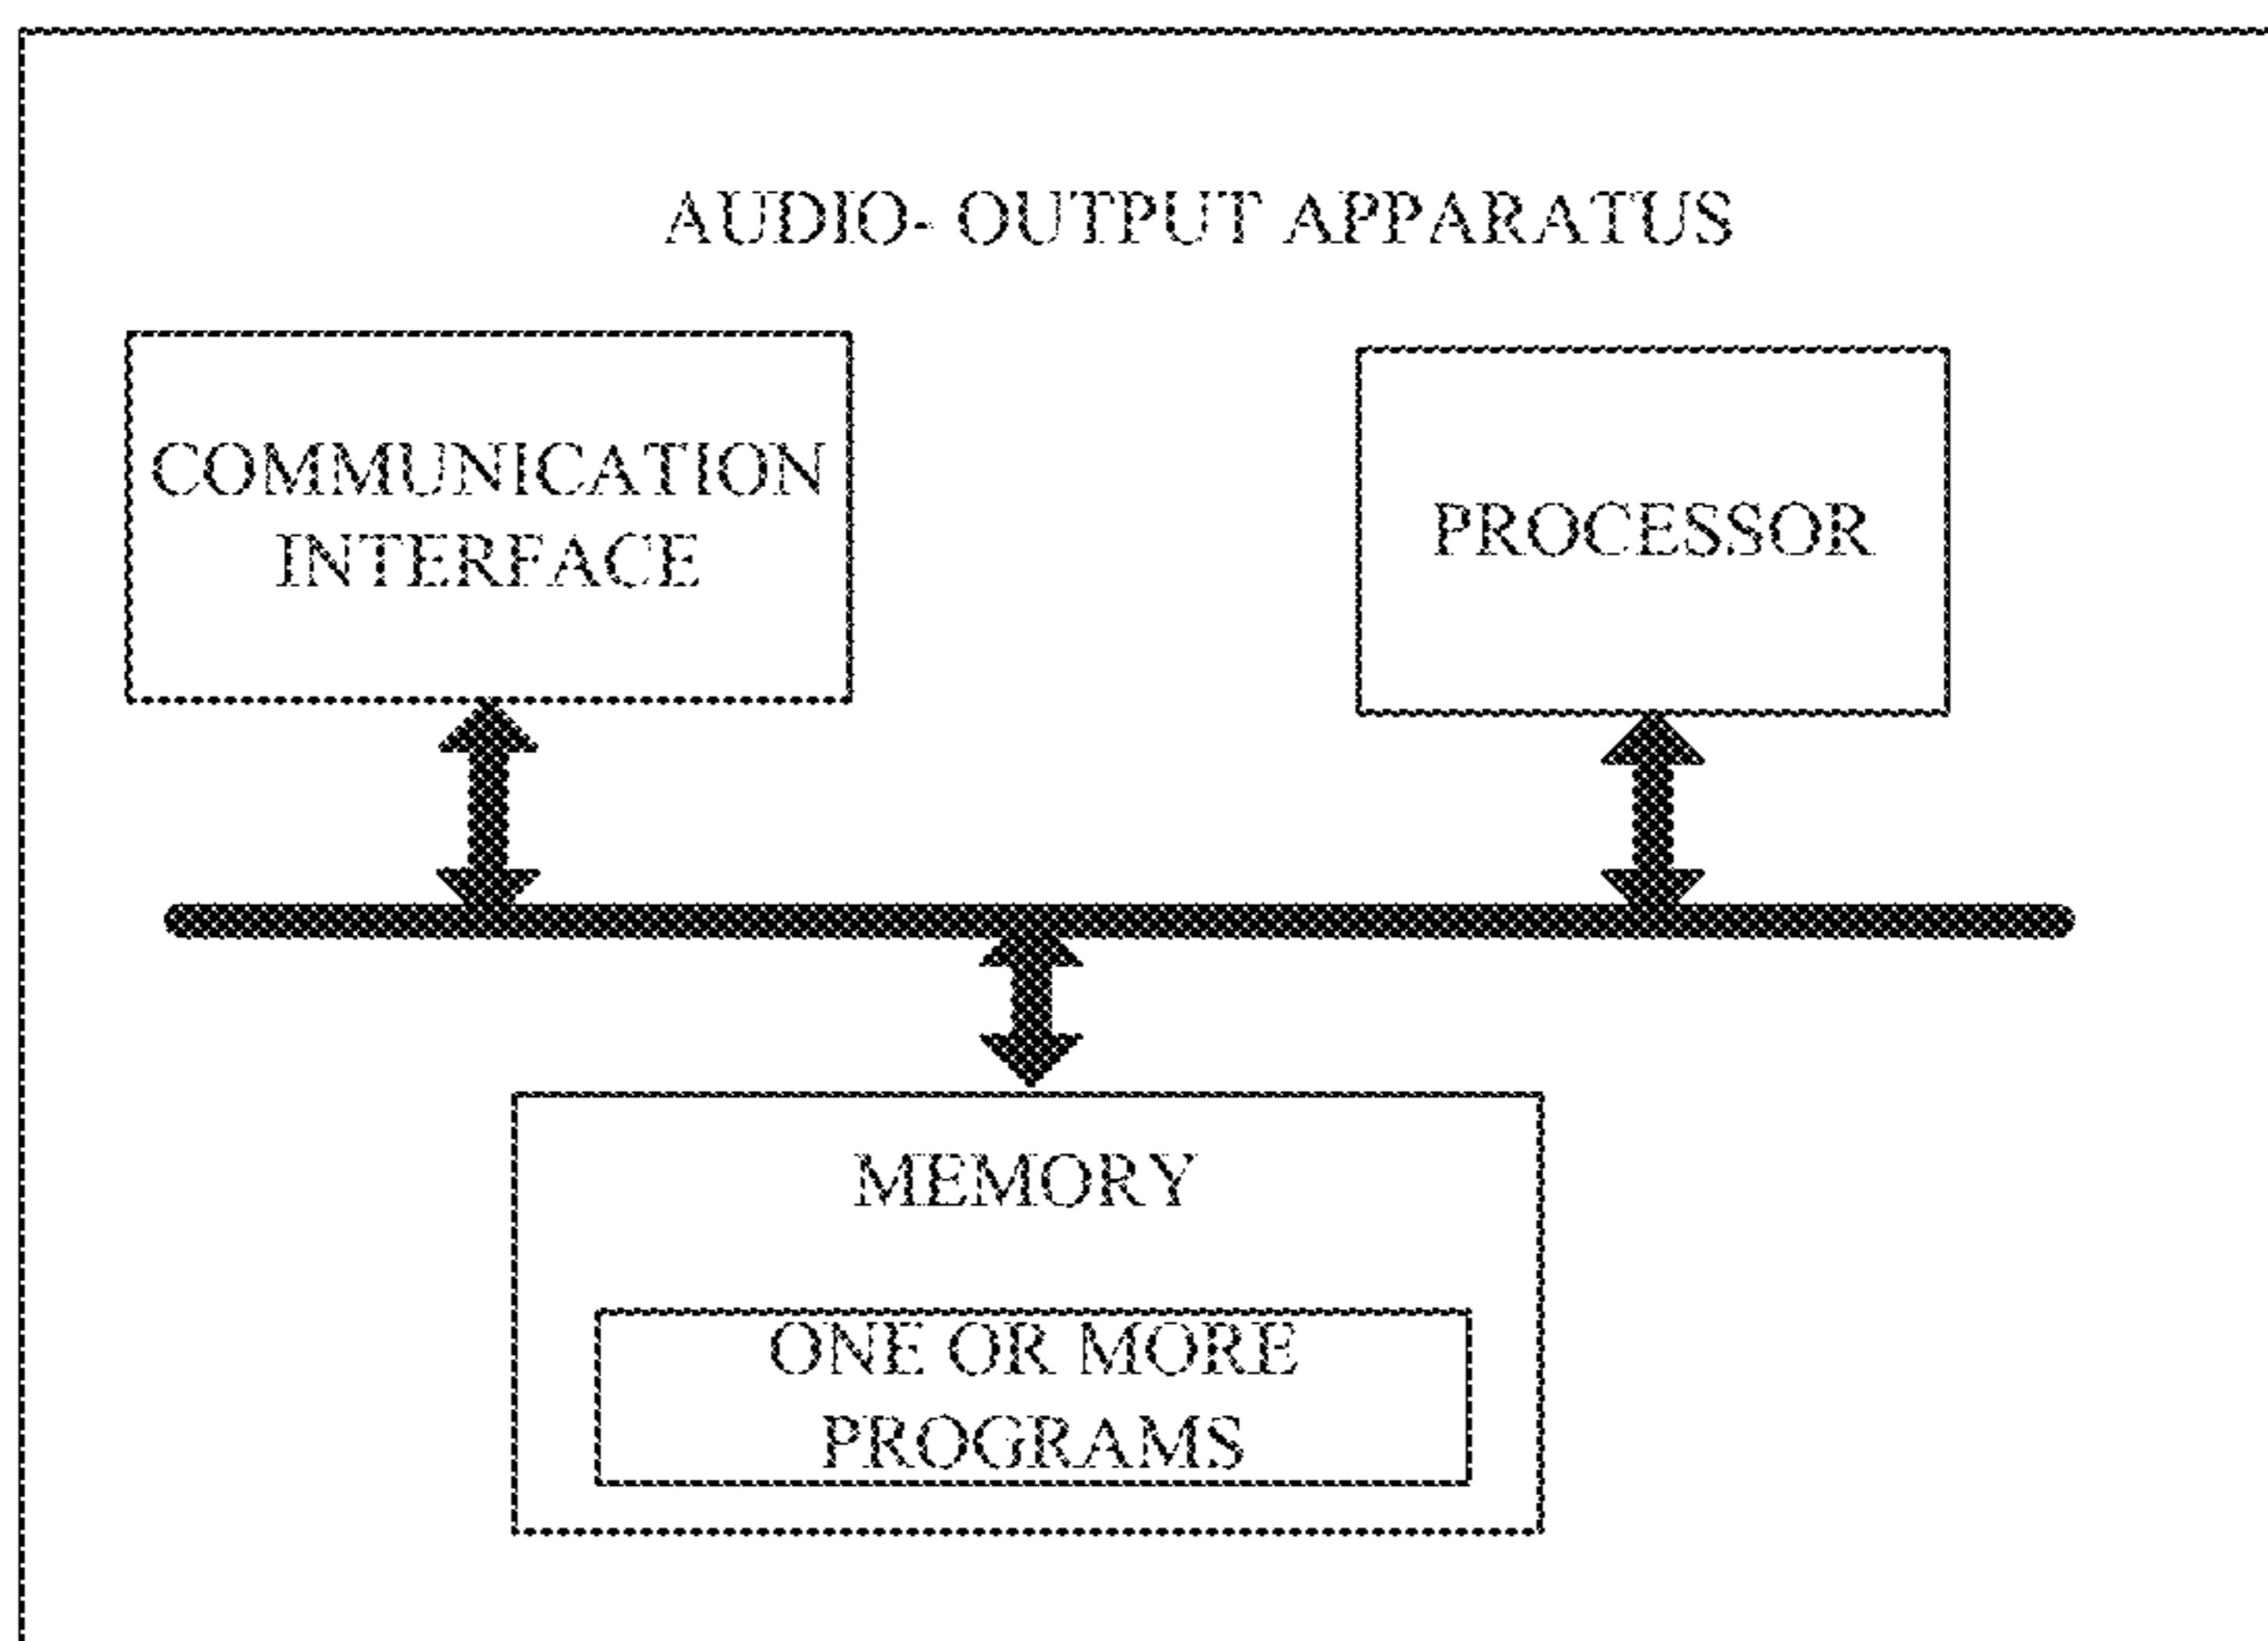 AUDIO- OUTPUT APPARATUS
COMMUNICATION
INTERFACE
PROCESSOR
MEMORY
ONE OR MORE
PROGRAMS